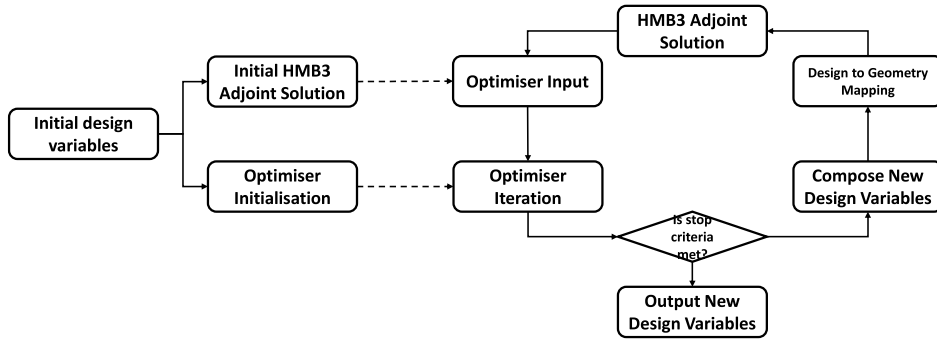 HMB3 Adjoint
Solution
Initial HMB3
Adjoint Solution
Optimiser Input
Design to Geometry
Mapping
Initial design
variables
Optimiser
Initialisation
Optimiser
Iteration
Compose New
Design Variables
Is stop
criteria
met?
Output New
Design Variables